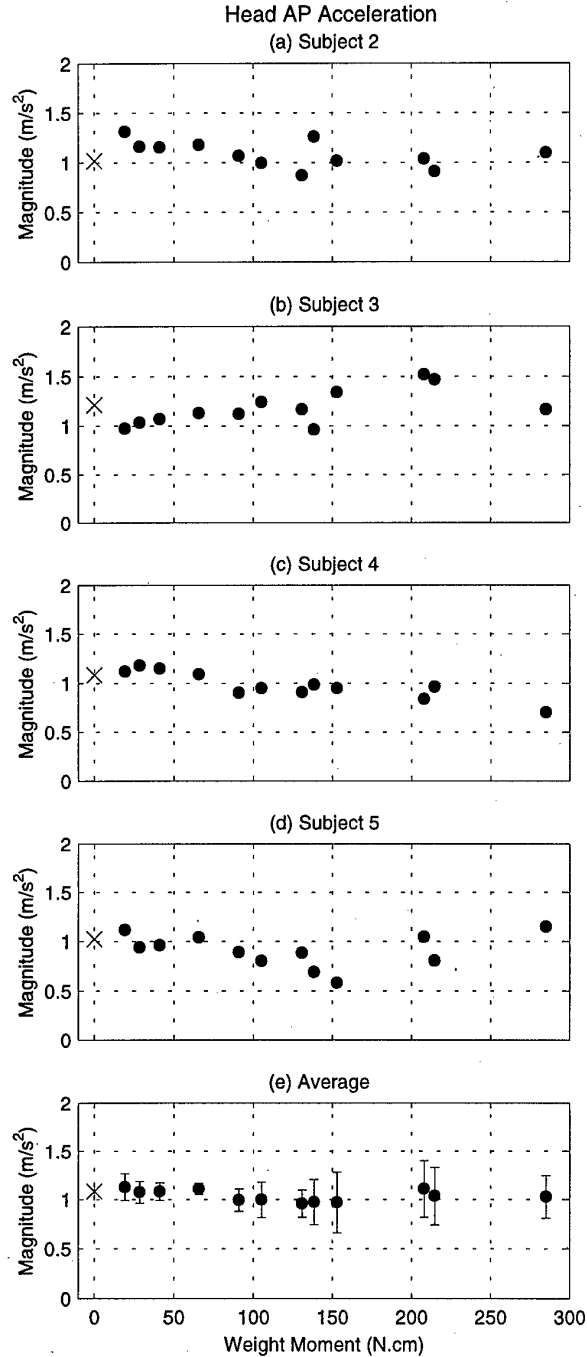 Head AP Acceleration
(a) Subject 2
2
1.5
1
0.5
0
Magnitude (m/s²)
(b) Subject 3
2
1.5
1
0.5
0
Magnitude (m/s²)
(c) Subject 4
2
1.5
1
0.5
0
Magnitude (m/s²)
(d) Subject 5
2
1.5
1
0.5
0
Magnitude (m/s²)
(e) Average
2
1.5
1
0.5
0
Magnitude (m/s²)
0 50 100 150 200 250 300
Weight Moment (N.cm)